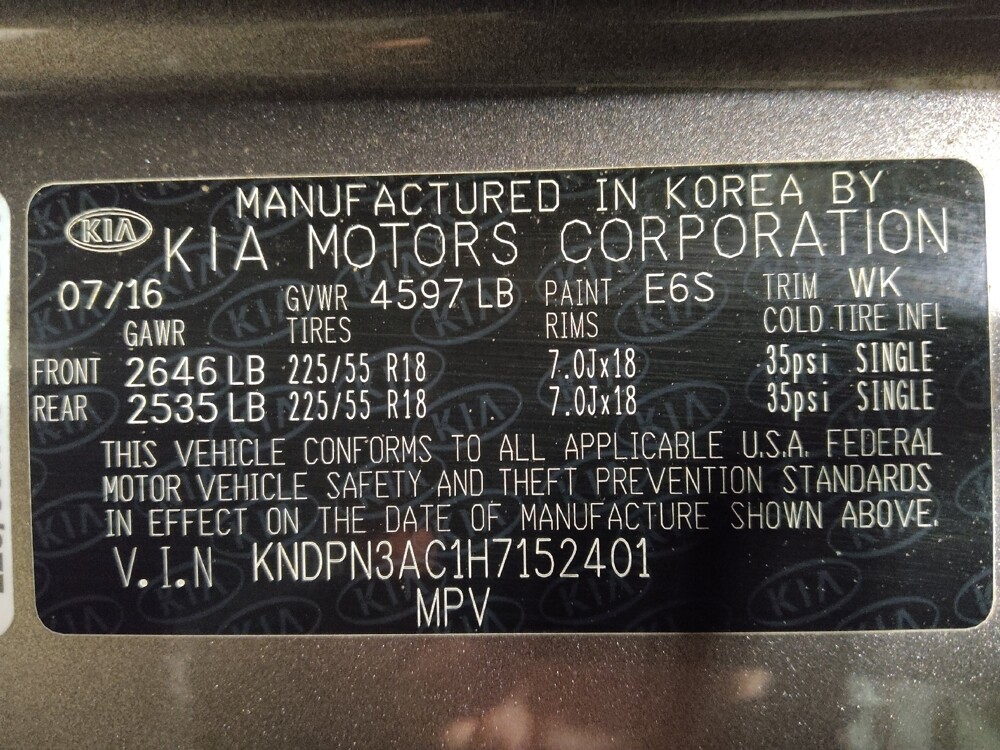 MANUFACTURED IN KOREA BY
KIA KIA MOTORS CORPORATION
07/16 GVWR 4597 LB PAINT E6S TRIM WK
GAWR TIRES RIMS COLD TIRE INFL
FRONT 2646 LB 225/55 R18 7.0Jx18 35psi SINGLE
REAR 2535 LB 225/55 R18 7.0Jx18 35psi SINGLE
THIS VEHICLE CONFORMS TO ALL APPLICABLE U.S.A. FEDERAL
MOTOR VEHICLE SAFETY AND THEFT PREVENTION STANDARDS
IN EFFECT ON THE DATE OF MANUFACTURE SHOWN ABOVE.
V.I.N KNDPN3AC1H7152401
MPV